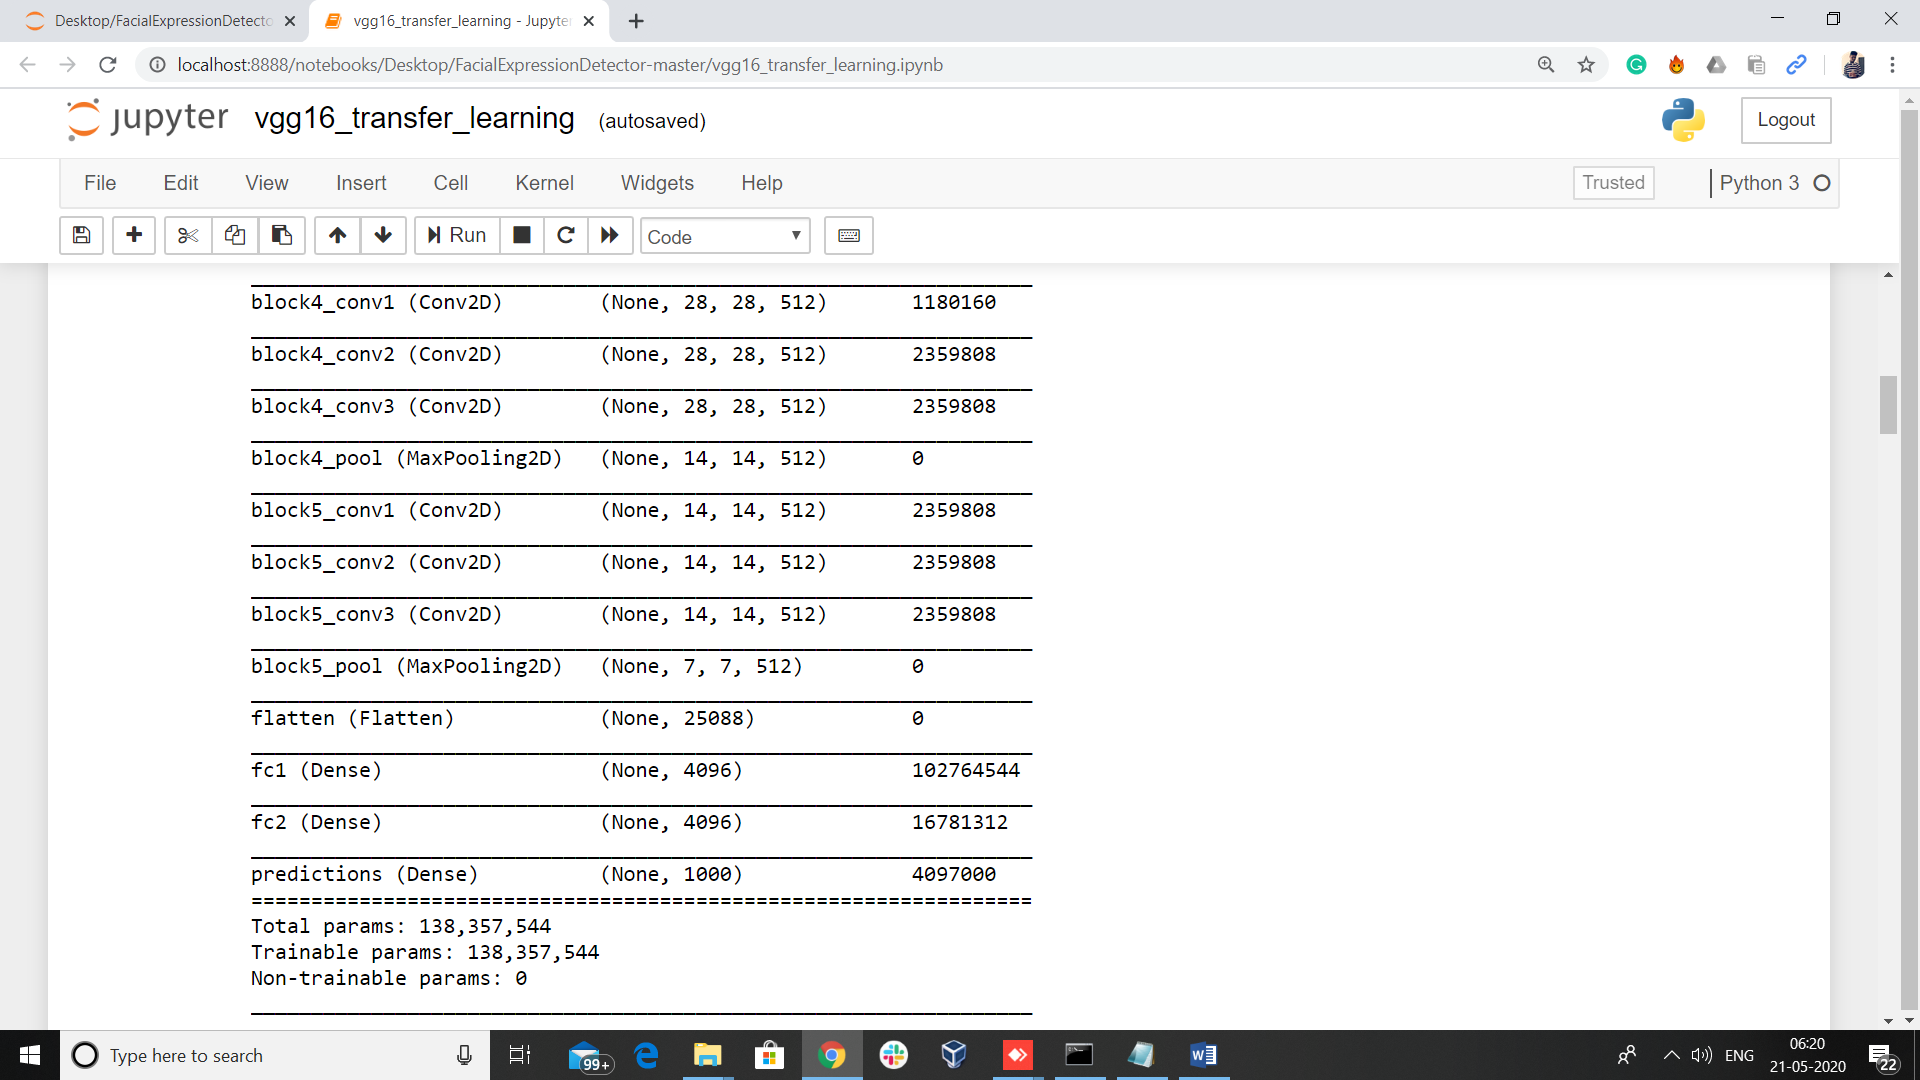 Desktop/FacialExpressionDetecto
vgg16_transfer_learning - Jupyte
localhost:8888/notebooks/Desktop/FacialExpressionDetector-master/vgg16_transfer_learning.ipynb
jupyter vgg16_transfer_learning (autosaved)
Logout
File Edit View Insert Cell Kernel Widgets Help
Trusted
Python 3
Run
Code
block4_conv1 (Conv2D) (None, 28, 28, 512) 1180160
block4_conv2 (Conv2D) (None, 28, 28, 512) 2359808
block4_conv3 (Conv2D) (None, 28, 28, 512) 2359808
block4_pool (MaxPooling2D) (None, 14, 14, 512) 0
block5_conv1 (Conv2D) (None, 14, 14, 512) 2359808
block5_conv2 (Conv2D) (None, 14, 14, 512) 2359808
block5_conv3 (Conv2D) (None, 14, 14, 512) 2359808
block5_pool (MaxPooling2D) (None, 7, 7, 512) 0
flatten (Flatten) (None, 25088) 0
fc1 (Dense) (None, 4096) 102764544
fc2 (Dense) (None, 4096) 16781312
predictions (Dense) (None, 1000) 4097000
=================================================================
Total params: 138,357,544
Trainable params: 138,357,544
Non-trainable params: 0
Type here to search
99+
ENG
06:20
21-05-2020
22